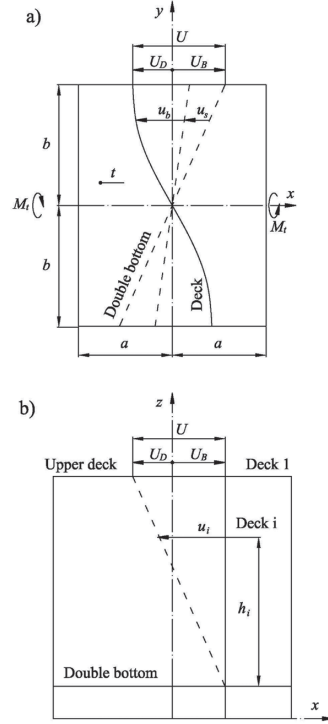 a)
y
U
U_D U_B
u_b u_s
b
t
M_t
x
M_t
b
Double bottom
Deck
a a
b)
z
U
U_D U_B
Upper deck Deck 1
u_i Deck i
h_i
Double bottom
x